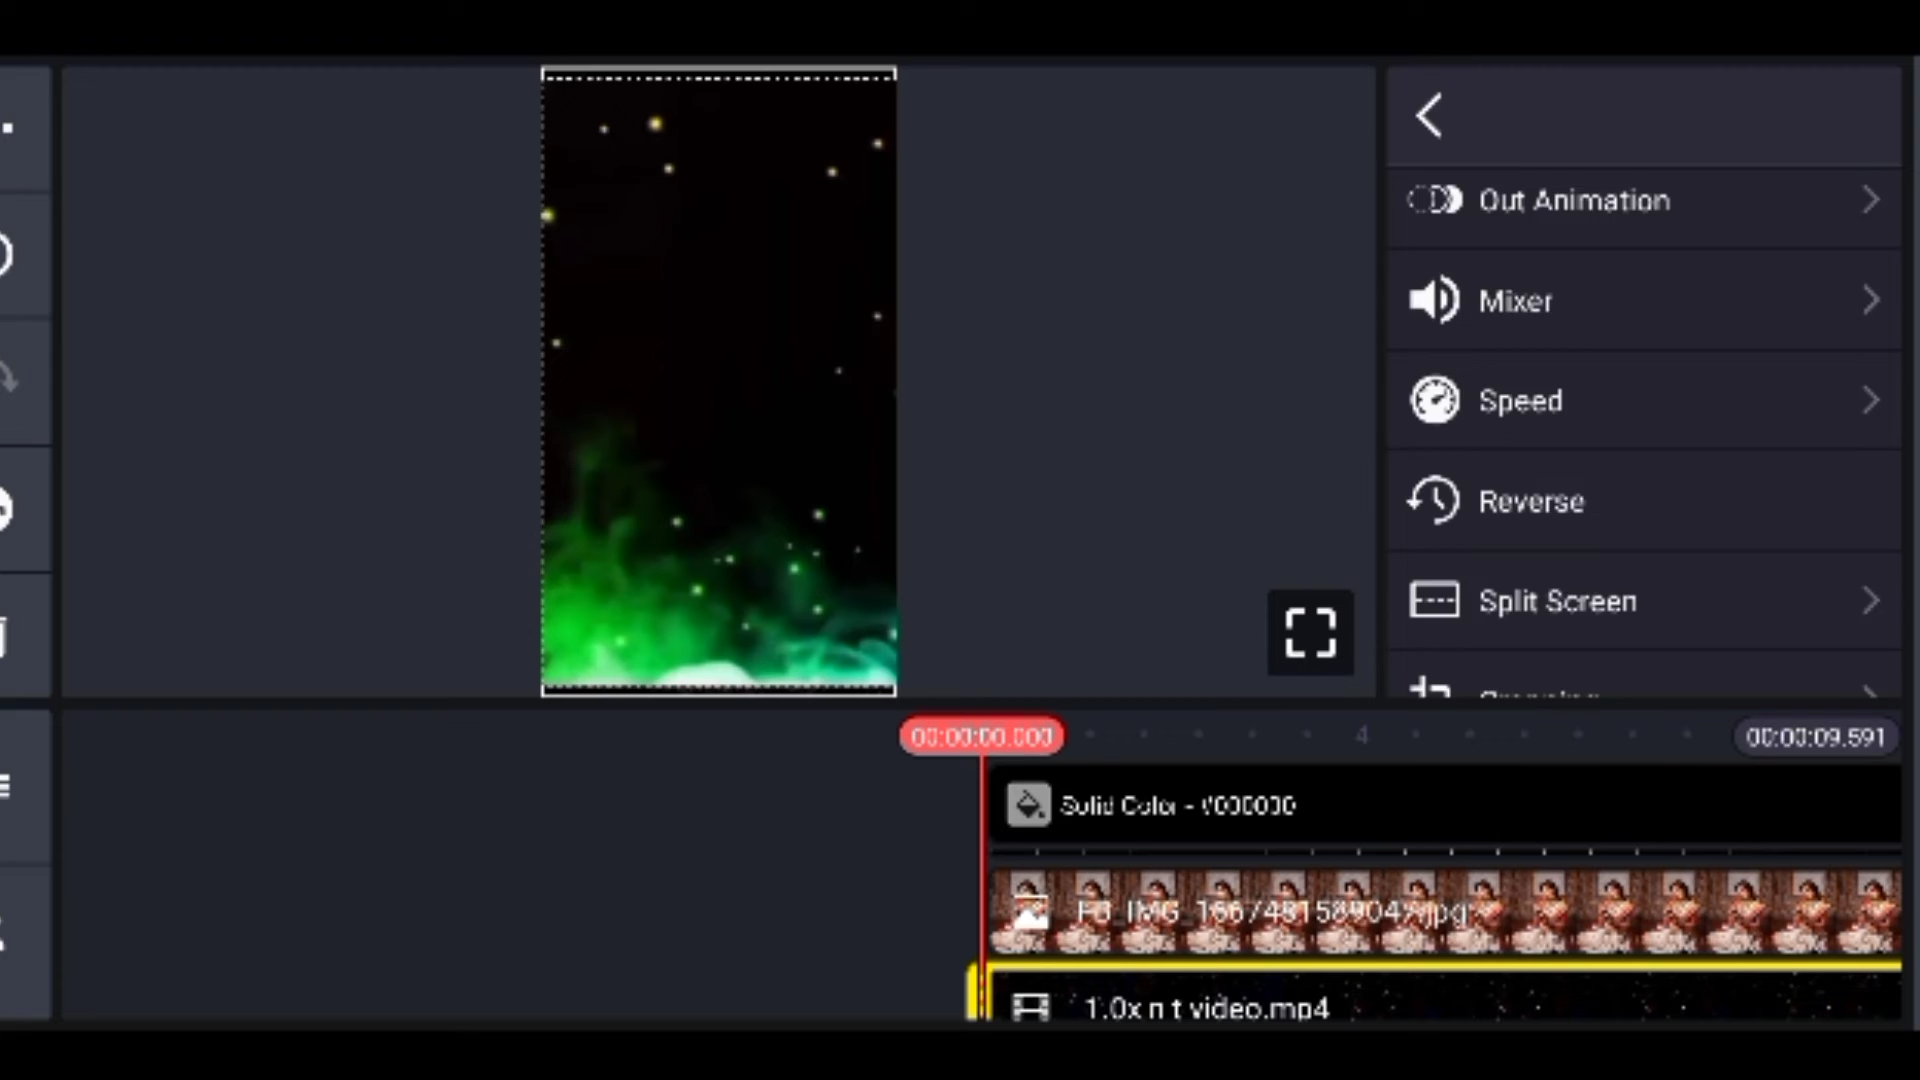 Out Animation
Mixer
Speed
Reverse
Split Screen
00:00:00.000
4
00:00:09.591
Solid Color - #000000
1.0x n t video.mp4